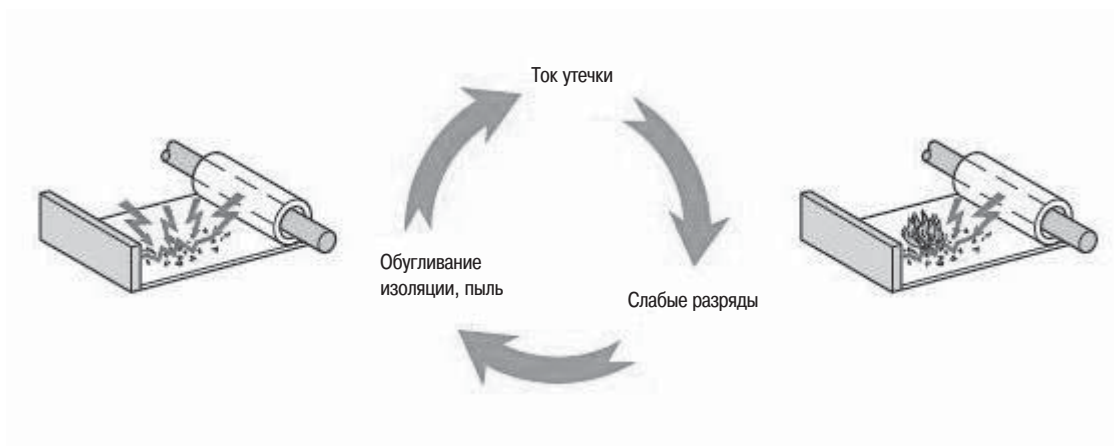 Ток утечки
Обугливание
изоляции, пыль
Слабые разряды